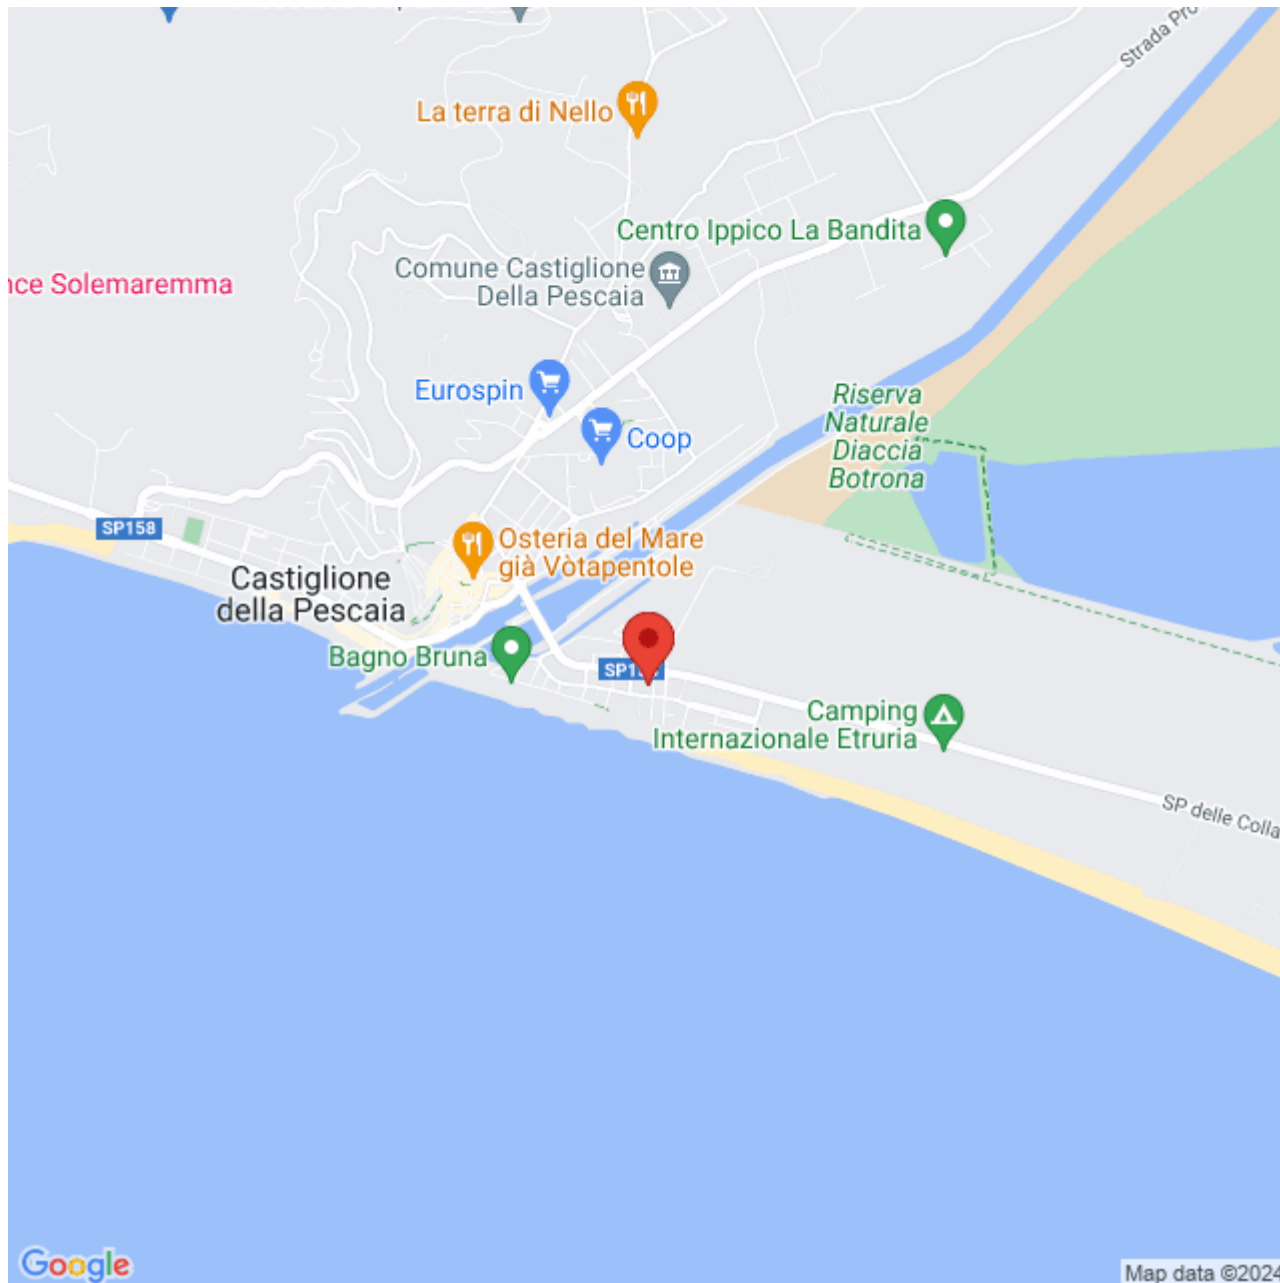 Strada Pro
La terra di Nello
Centro Ippico La Bandita
Comune Castiglione
Della Pescaia
nce Solemaremma
Eurospin
Coop
Riserva
Naturale
Diaccia
Botrona
SP158
Osteria del Mare
già Vòtapentole
Castiglione
della Pescaia
Bagno Bruna
SP1
Camping
Internazionale Etruria
SP delle Colla
Google
Map data ©2024